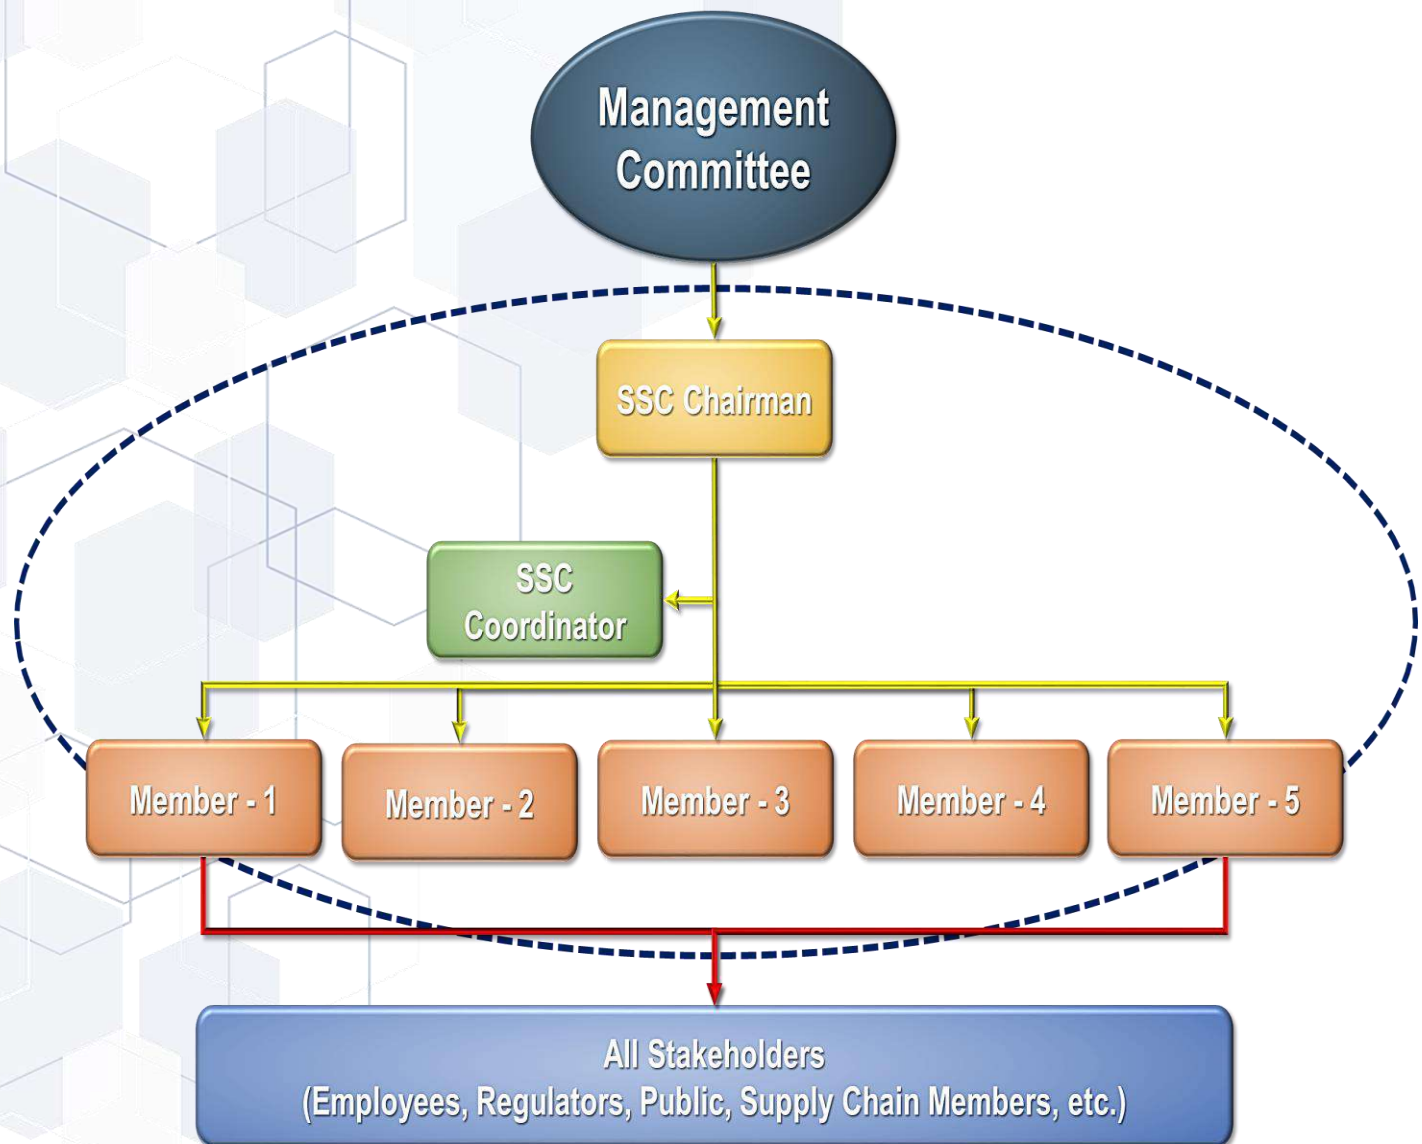 Management
Committee
SSC Chairman
SSC
Coordinator
Member - 1
Member - 2
Member - 3
Member - 4
Member - 5
All Stakeholders
(Employees, Regulators, Public, Supply Chain Members, etc.)